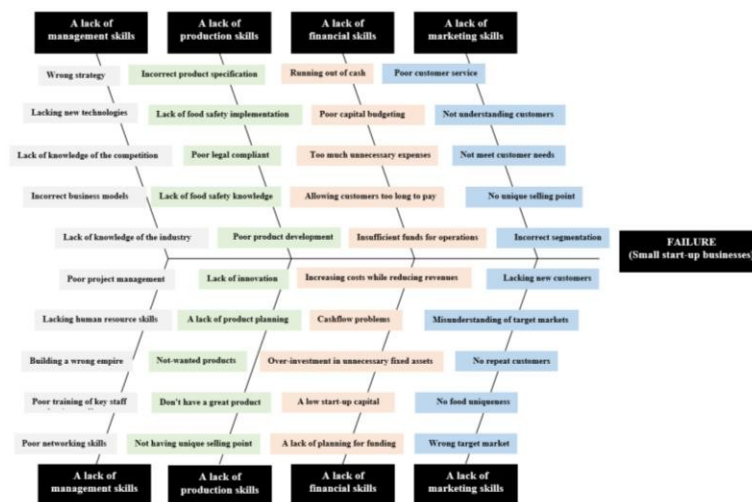 A lack of
management skills
A lack of
production skills
A lack of
financial skills
A lack of
marketing skills
Wrong strategy
Incorrect product specification
Running out of cash
Poor customer service
Lacking new technologies
Lack of food safety implementation
Poor capital budgeting
Not understanding customers
Lack of knowledge of the competition
Poor legal compliant
Too much unnecessary expenses
Not meet customer needs
Incorrect business models
Lack of food safety knowledge
Allowing customers too long to pay
No unique selling point
Lack of knowledge of the industry
Poor product development
Insufficient funds for operations
Incorrect segmentation
FAILURE
(Small start-up businesses)
Poor project management
Lack of innovation
Increasing costs while reducing revenues
Lacking new customers
Lacking human resource skills
A lack of product planning
Cashflow problems
Misunderstanding of target markets
Building a wrong empire
Not-wanted products
Over-investment in unnecessary fixed assets
No repeat customers
Poor training of key staff
Don't have a great product
A low start-up capital
No food uniqueness
Poor networking skills
Not having unique selling point
A lack of planning for funding
Wrong target market
A lack of
management skills
A lack of
production skills
A lack of
financial skills
A lack of
marketing skills